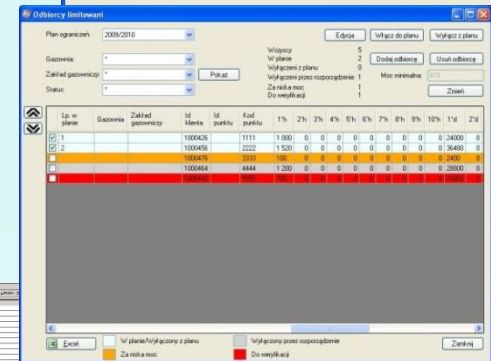 Odbiorcy limitowani
Plan ograniczeń: 2009/2010 Edycja Włącz do planu Wyłącz z planu
Gazownia: *
Zakład gazowniczy: * Pokaż
Status: *
Wszyscy 5
W planie 2
Wyłączeni z planu 0
Wyłączeni przez rozporządzenie 1
Za niska moc 1
Do weryfikacji 1
Dodaj odbiorcę Usuń odbiorcę
Moc minimalna: 418
Zmień
Lp. w planie Gazownia Zakład gazowniczy Id klienta Id punktu Kod punktu 1°h 2°h 3°h 4°h 5°h 6°h 7°h 8°h 9°h 10°h 1°d 2°d
1 1000426 1111 1 000 0 0 0 0 0 0 0 0 0 24000 0
2 1000456 2222 1 520 0 0 0 0 0 0 0 0 0 36480 0
1000476 3333 100 0 0 0 0 0 0 0 0 0 2400 0
1000464 4444 1 200 0 0 0 0 0 0 0 0 0 28800 0
Excel W planie/Wyłączony z planu Wyłączony przez rozporządzenie Zamknij
Za niska moc Do weryfikacji